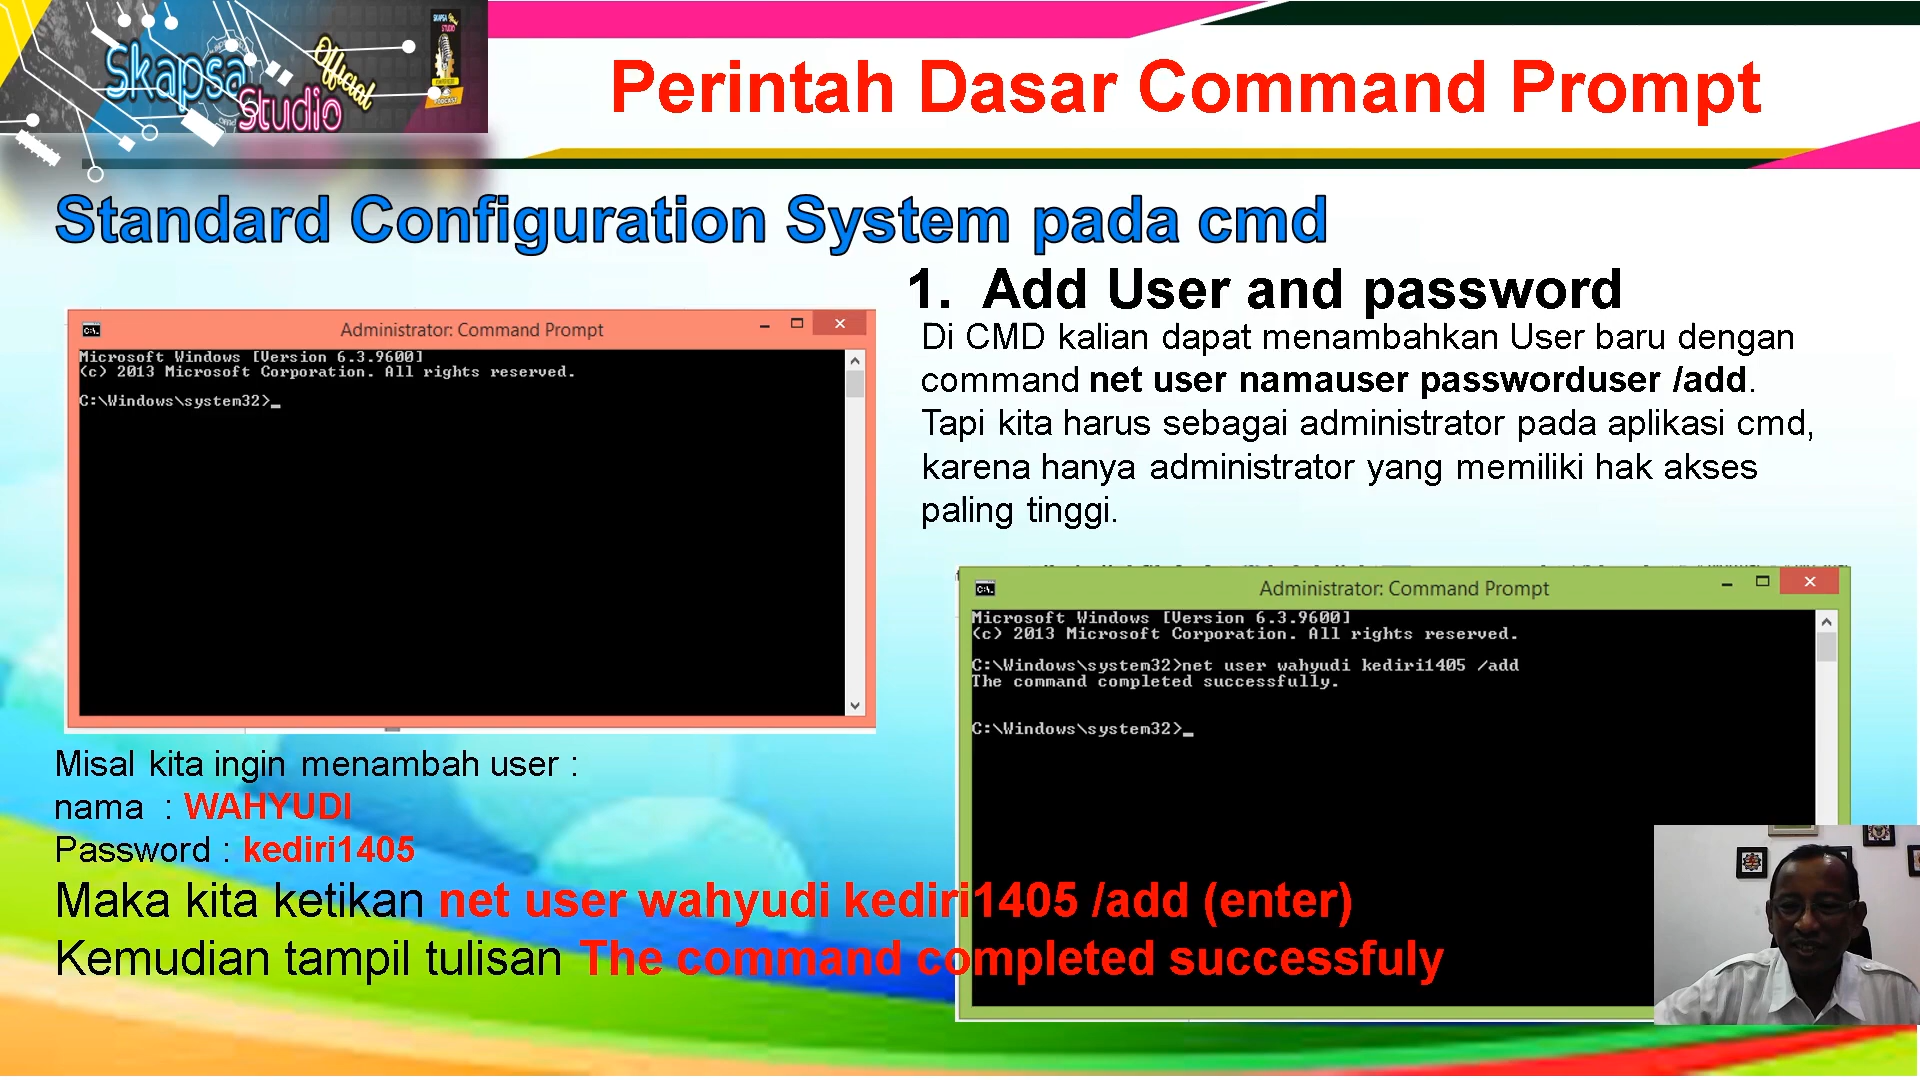 Skapsa
Studio
Official
SKAPSA
STUDIO
PODCAST
Perintah Dasar Command Prompt
Standard Configuration System pada cmd
1. Add User and password
Di CMD kalian dapat menambahkan User baru dengan
command net user namauser passworduser /add.
Tapi kita harus sebagai administrator pada aplikasi cmd,
karena hanya administrator yang memiliki hak akses
paling tinggi.
Administrator: Command Prompt
Microsoft Windows [Version 6.3.9600]
(c) 2013 Microsoft Corporation. All rights reserved.
C:\Windows\system32>_
Administrator: Command Prompt
Microsoft Windows [Version 6.3.9600]
(c) 2013 Microsoft Corporation. All rights reserved.
C:\Windows\system32>net user wahyudi kediri1405 /add
The command completed successfully.
C:\Windows\system32>_
Misal kita ingin menambah user :
nama : WAHYUDI
Password : kediri1405
Maka kita ketikan net user wahyudi kediri1405 /add (enter)
Kemudian tampil tulisan The command completed successfuly